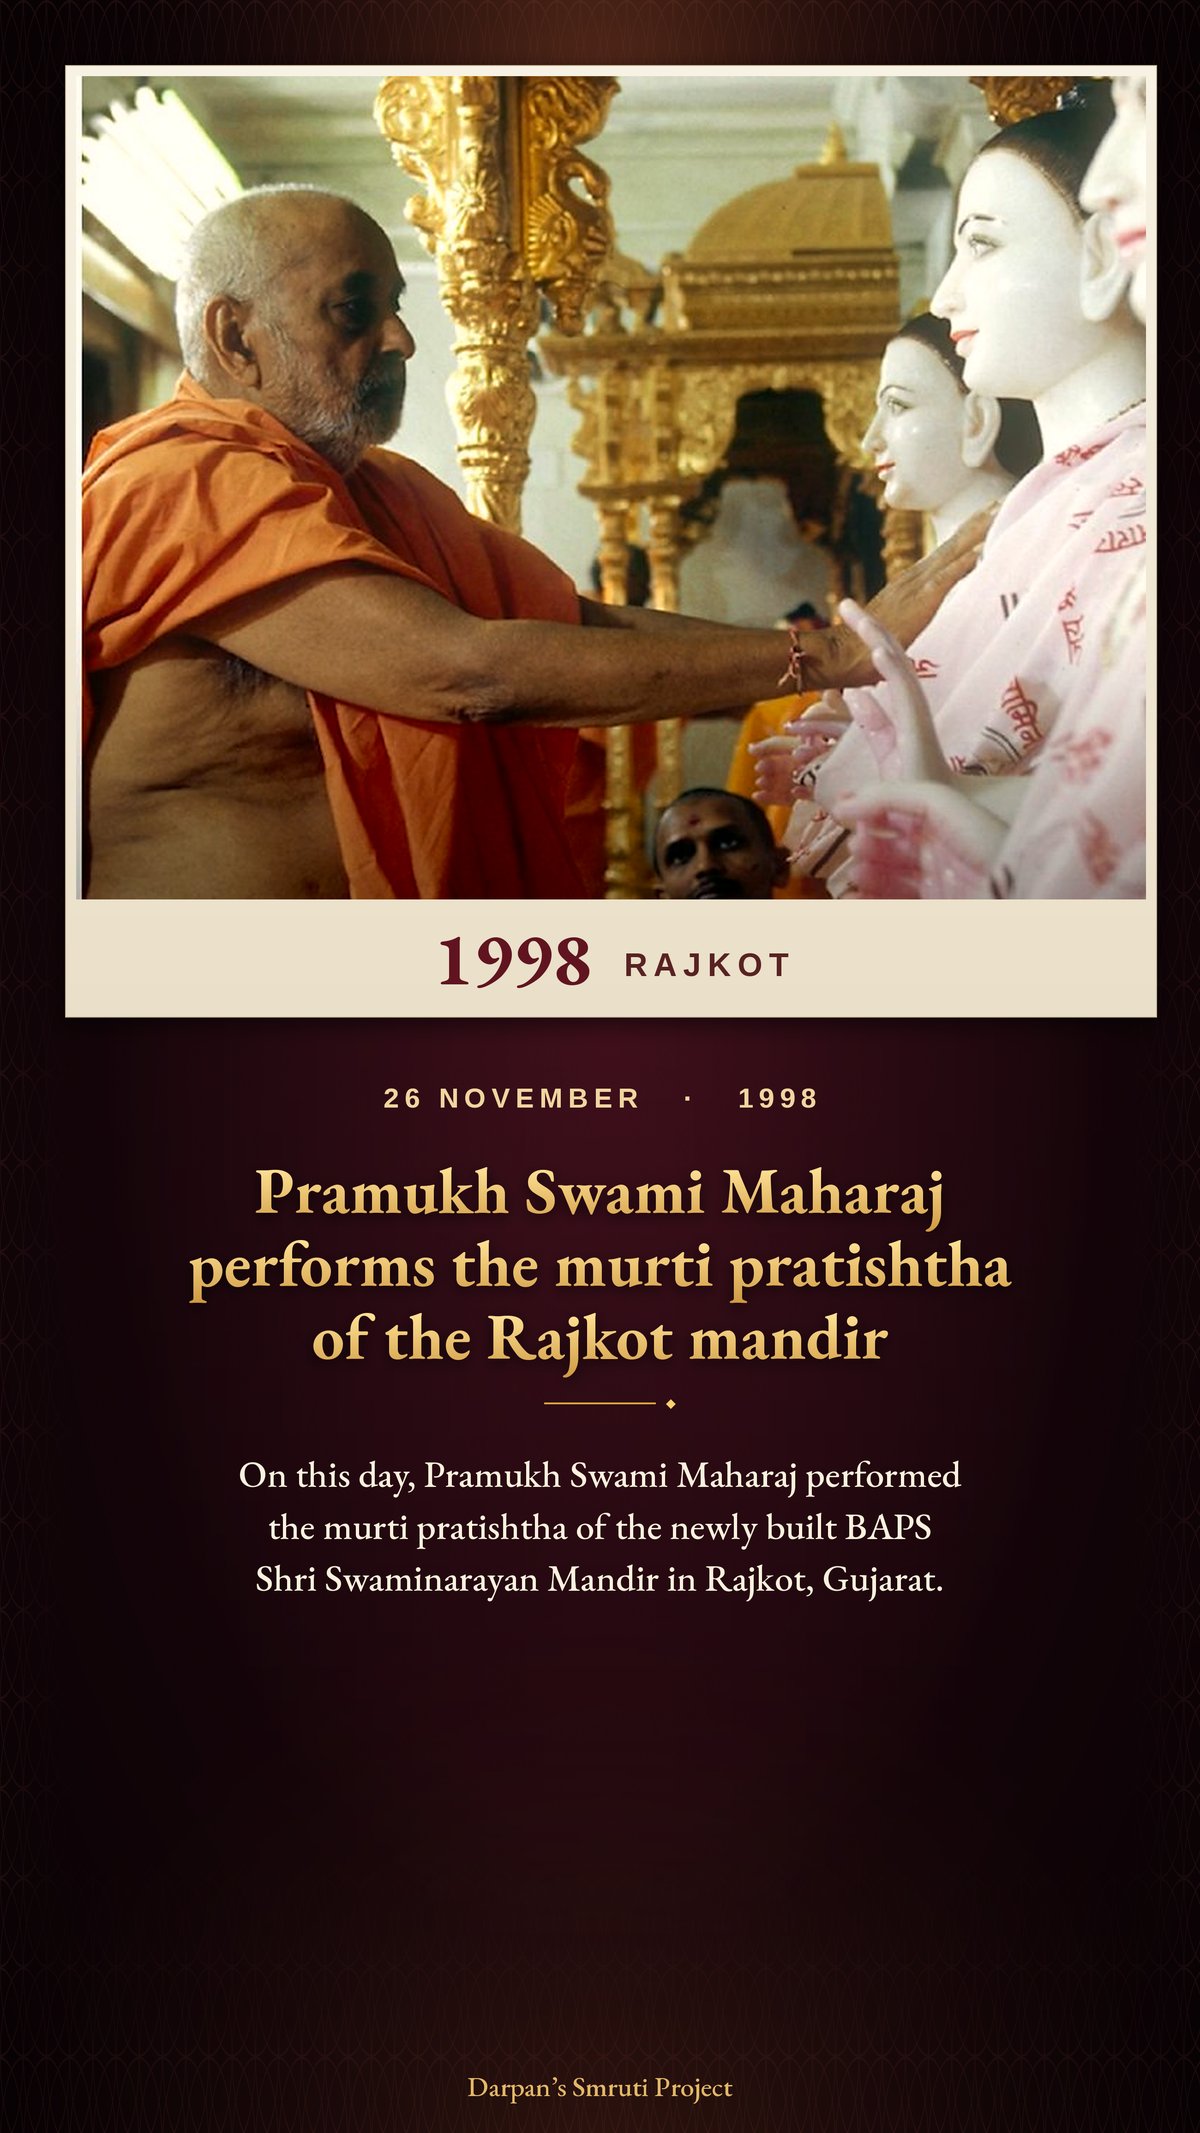 1998 RAJKOT
26 NOVEMBER · 1998
Pramukh Swami Maharaj
performs the murti pratishtha
of the Rajkot mandir
On this day, Pramukh Swami Maharaj performed
the murti pratishtha of the newly built BAPS
Shri Swaminarayan Mandir in Rajkot, Gujarat.
Darpan’s Smruti Project